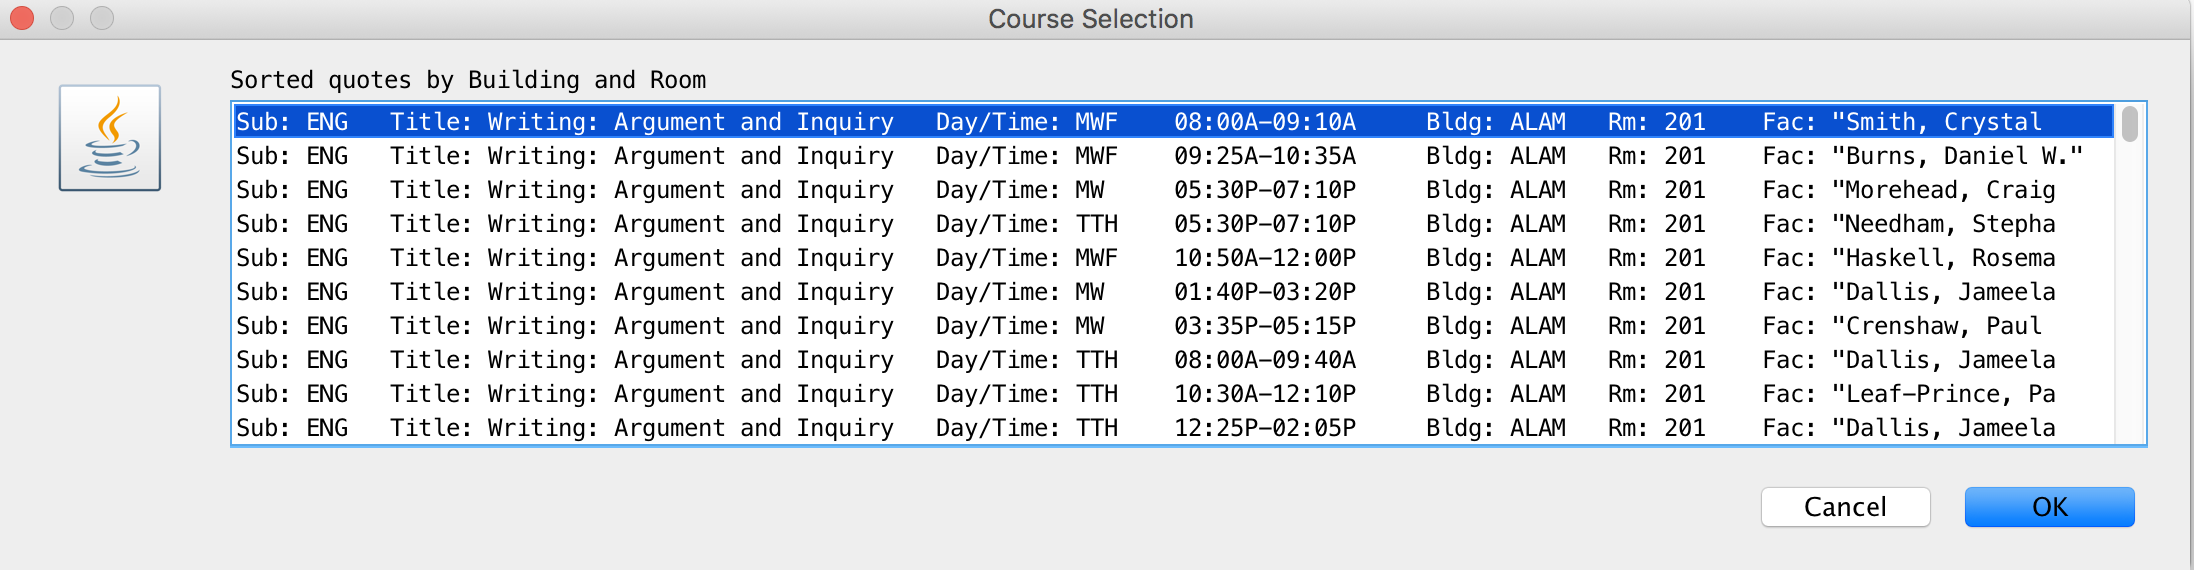 Course Selection
Sorted quotes by Building and Room
Sub: ENG   Title: Writing: Argument and Inquiry   Day/Time: MWF    08:00A-09:10A     Bldg: ALAM   Rm: 201    Fac: "Smith, Crystal
Sub: ENG   Title: Writing: Argument and Inquiry   Day/Time: MWF    09:25A-10:35A     Bldg: ALAM   Rm: 201    Fac: "Burns, Daniel W."
Sub: ENG   Title: Writing: Argument and Inquiry   Day/Time: MW     05:30P-07:10P     Bldg: ALAM   Rm: 201    Fac: "Morehead, Craig
Sub: ENG   Title: Writing: Argument and Inquiry   Day/Time: TTH    05:30P-07:10P     Bldg: ALAM   Rm: 201    Fac: "Needham, Stepha
Sub: ENG   Title: Writing: Argument and Inquiry   Day/Time: MWF    10:50A-12:00P     Bldg: ALAM   Rm: 201    Fac: "Haskell, Rosema
Sub: ENG   Title: Writing: Argument and Inquiry   Day/Time: MW     01:40P-03:20P     Bldg: ALAM   Rm: 201    Fac: "Dallis, Jameela
Sub: ENG   Title: Writing: Argument and Inquiry   Day/Time: MW     03:35P-05:15P     Bldg: ALAM   Rm: 201    Fac: "Crenshaw, Paul
Sub: ENG   Title: Writing: Argument and Inquiry   Day/Time: TTH    08:00A-09:40A     Bldg: ALAM   Rm: 201    Fac: "Dallis, Jameela
Sub: ENG   Title: Writing: Argument and Inquiry   Day/Time: TTH    10:30A-12:10P     Bldg: ALAM   Rm: 201    Fac: "Leaf-Prince, Pa
Sub: ENG   Title: Writing: Argument and Inquiry   Day/Time: TTH    12:25P-02:05P     Bldg: ALAM   Rm: 201    Fac: "Dallis, Jameela
Cancel OK